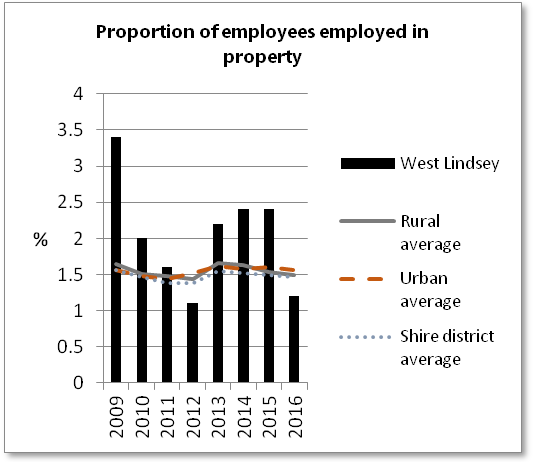 Proportion of employees employed in
property
4
3.5
3
2.5
2
1.5
1
0.5
0
%
2009
2010
2011
2012
2013
2014
2015
2016
West Lindsey
Rural
average
Urban
average
Shire district
average